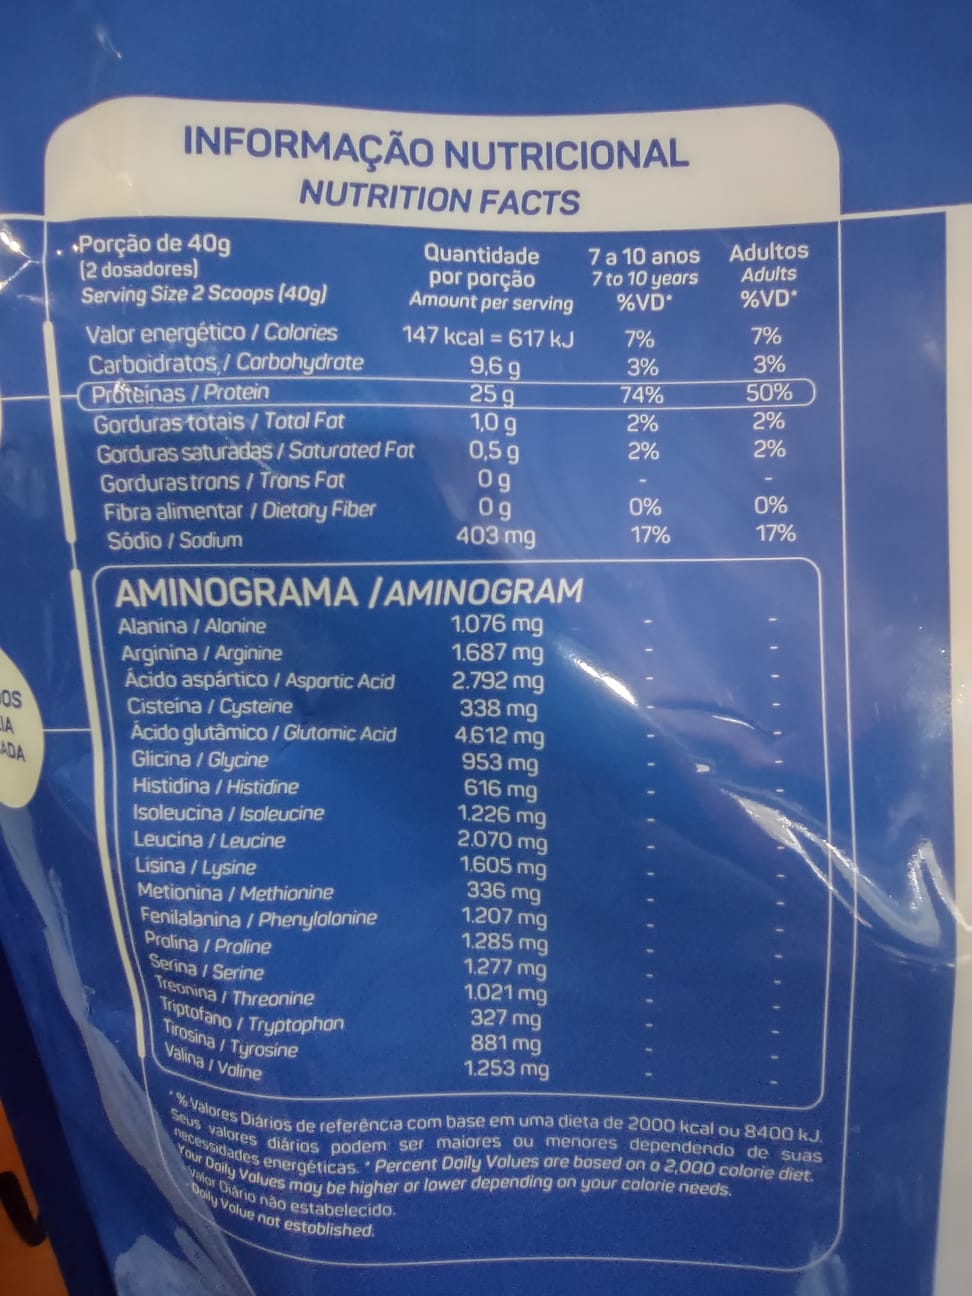 INFORMAÇÃO NUTRICIONAL
NUTRITION FACTS
Porção de 40g
(2 dosadores)
Serving Size 2 Scoops (40g)
Quantidade
por porção
Amount per serving
7 a 10 anos
7 to 10 years
%VD*
Adultos
Adults
%VD*
Valor energético / Calories 147 kcal = 617 kJ 7% 7%
Carboidratos / Carbohydrate 9,6 g 3% 3%
Proteínas / Protein 25 g 74% 50%
Gorduras totais / Total Fat 1,0 g 2% 2%
Gorduras saturadas / Saturated Fat 0,5 g 2% 2%
Gorduras trans / Trans Fat 0 g - -
Fibra alimentar / Dietary Fiber 0 g 0% 0%
Sódio / Sodium 403 mg 17% 17%
AMINOGRAMA / AMINOGRAM
Alanina / Alanine 1.076 mg - -
Arginina / Arginine 1.687 mg - -
Ácido aspártico / Aspartic Acid 2.792 mg - -
Cisteína / Cysteine 338 mg - -
Ácido glutâmico / Glutamic Acid 4.612 mg - -
Glicina / Glycine 953 mg - -
Histidina / Histidine 616 mg - -
Isoleucina / Isoleucine 1.226 mg - -
Leucina / Leucine 2.070 mg - -
Lisina / Lysine 1.605 mg - -
Metionina / Methionine 336 mg - -
Fenilalanina / Phenylalanine 1.207 mg - -
Prolina / Proline 1.285 mg - -
Serina / Serine 1.277 mg - -
Treonina / Threonine 1.021 mg - -
Triptofano / Tryptophan 327 mg - -
Tirosina / Tyrosine 881 mg - -
Valina / Valine 1.253 mg - -
*%Valores Diários de referência com base em uma dieta de 2000 kcal ou 8400 kJ.
Seus valores diários podem ser maiores ou menores dependendo de suas
necessidades energéticas. * Percent Daily Values are based on a 2,000 calorie diet.
Your Daily Values may be higher or lower depending on your calorie needs.
Valor Diário não estabelecido.
Daily Value not established.